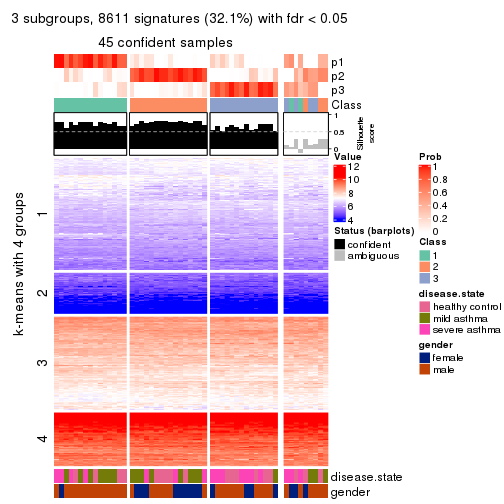 3 subgroups, 8611 signatures (32.1%) with fdr < 0.05
45 confident samples
p1
p2
p3
Class
1
0.5
0
Silhouette
score
k-means with 4 groups
1
2
3
4
disease.state
gender
Value
12
10
8
6
4
Status (barplots)
confident
ambiguous
Prob
1
0.8
0.6
0.4
0.2
0
Class
1
2
3
disease.state
healthy control
mild asthma
severe asthma
gender
female
male